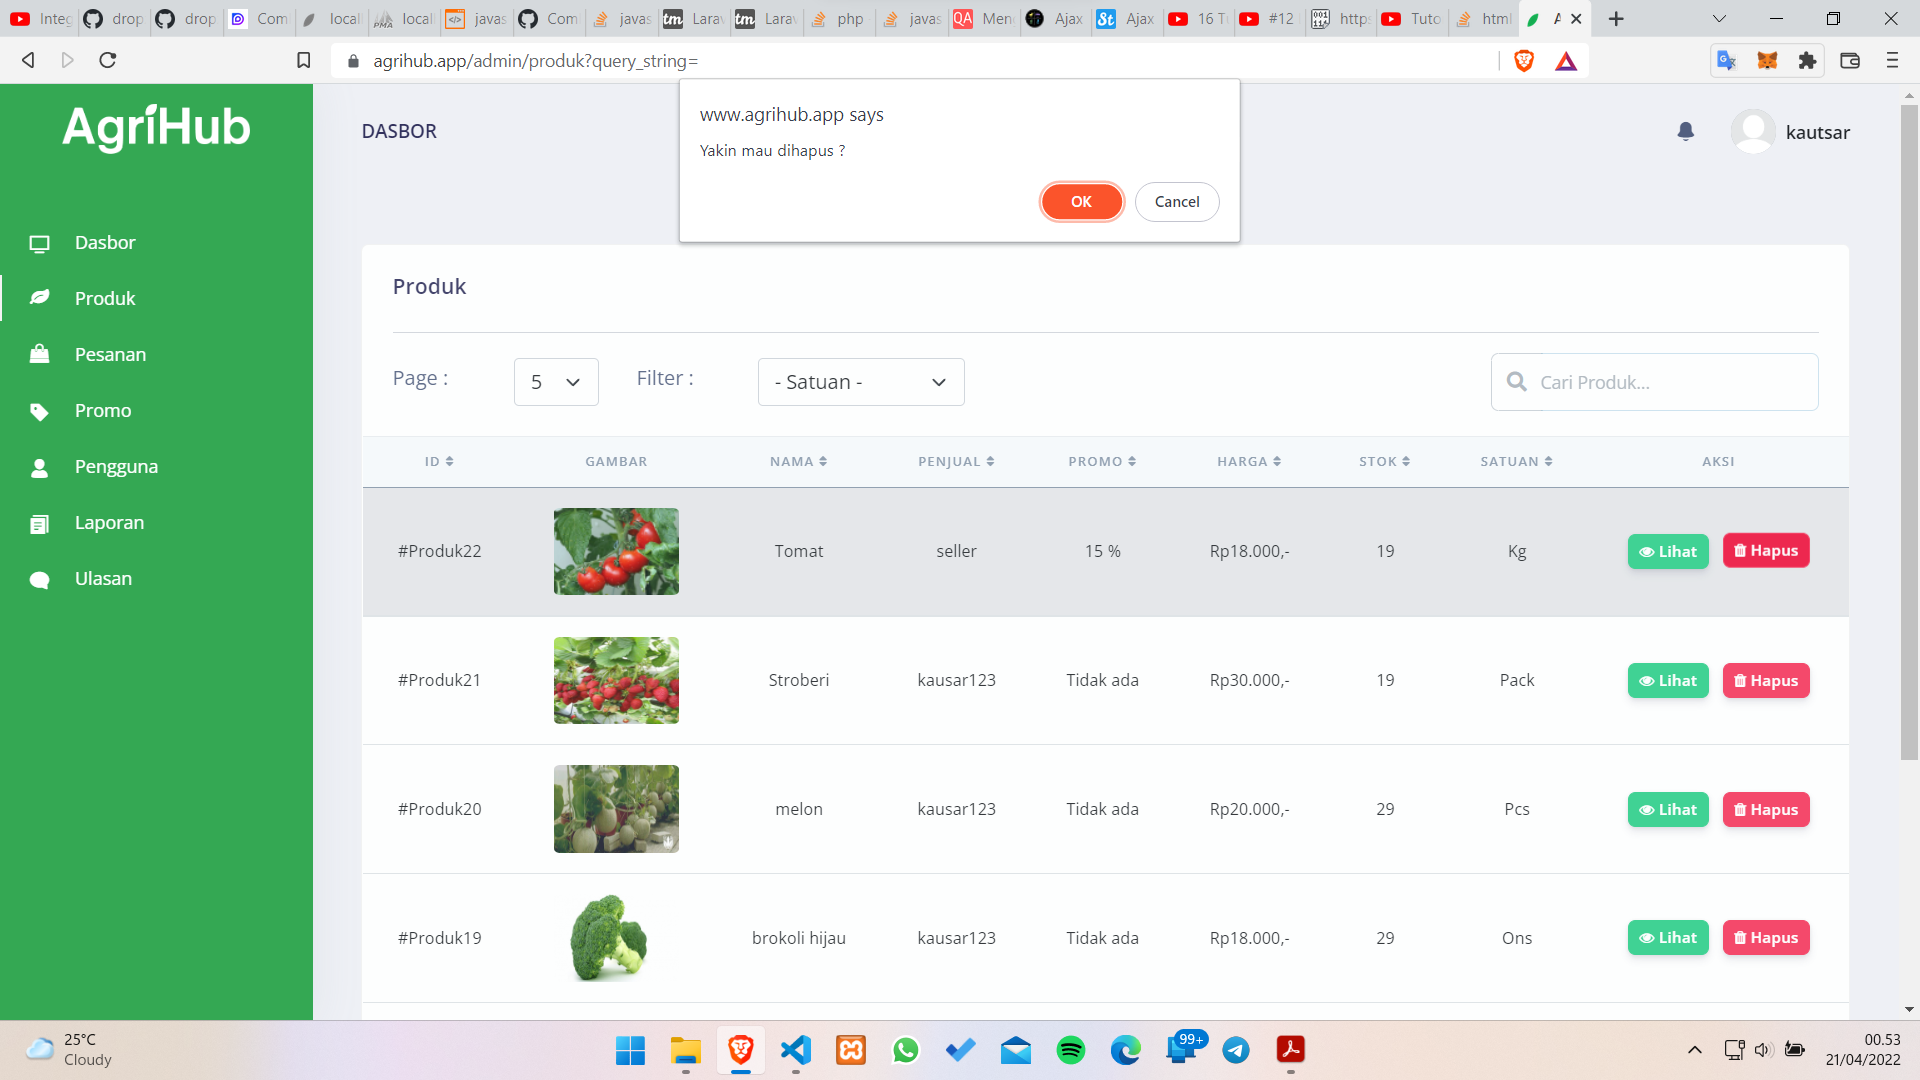 Integ
drop
drop
Com
local
local
javas
Com
javas
Larav
Larav
php
javas
Men
Ajax
Ajax
16 Tu
#12
https
Tuto
html
A
agrihub.app/admin/produk?query_string=
www.agrihub.app says
Yakin mau dihapus ?
OK
Cancel
AgriHub
DASBOR
kautsar
Dasbor
Produk
Pesanan
Promo
Pengguna
Laporan
Ulasan
Produk
Page :
5
Filter :
- Satuan -
Cari Produk...
ID GAMBAR NAMA PENJUAL PROMO HARGA STOK SATUAN AKSI
#Produk22 Tomat seller 15 % Rp18.000,- 19 Kg Lihat Hapus
#Produk21 Stroberi kausar123 Tidak ada Rp30.000,- 19 Pack Lihat Hapus
#Produk20 melon kausar123 Tidak ada Rp20.000,- 29 Pcs Lihat Hapus
#Produk19 brokoli hijau kausar123 Tidak ada Rp18.000,- 29 Ons Lihat Hapus
25°C
Cloudy
99+
00.53
21/04/2022